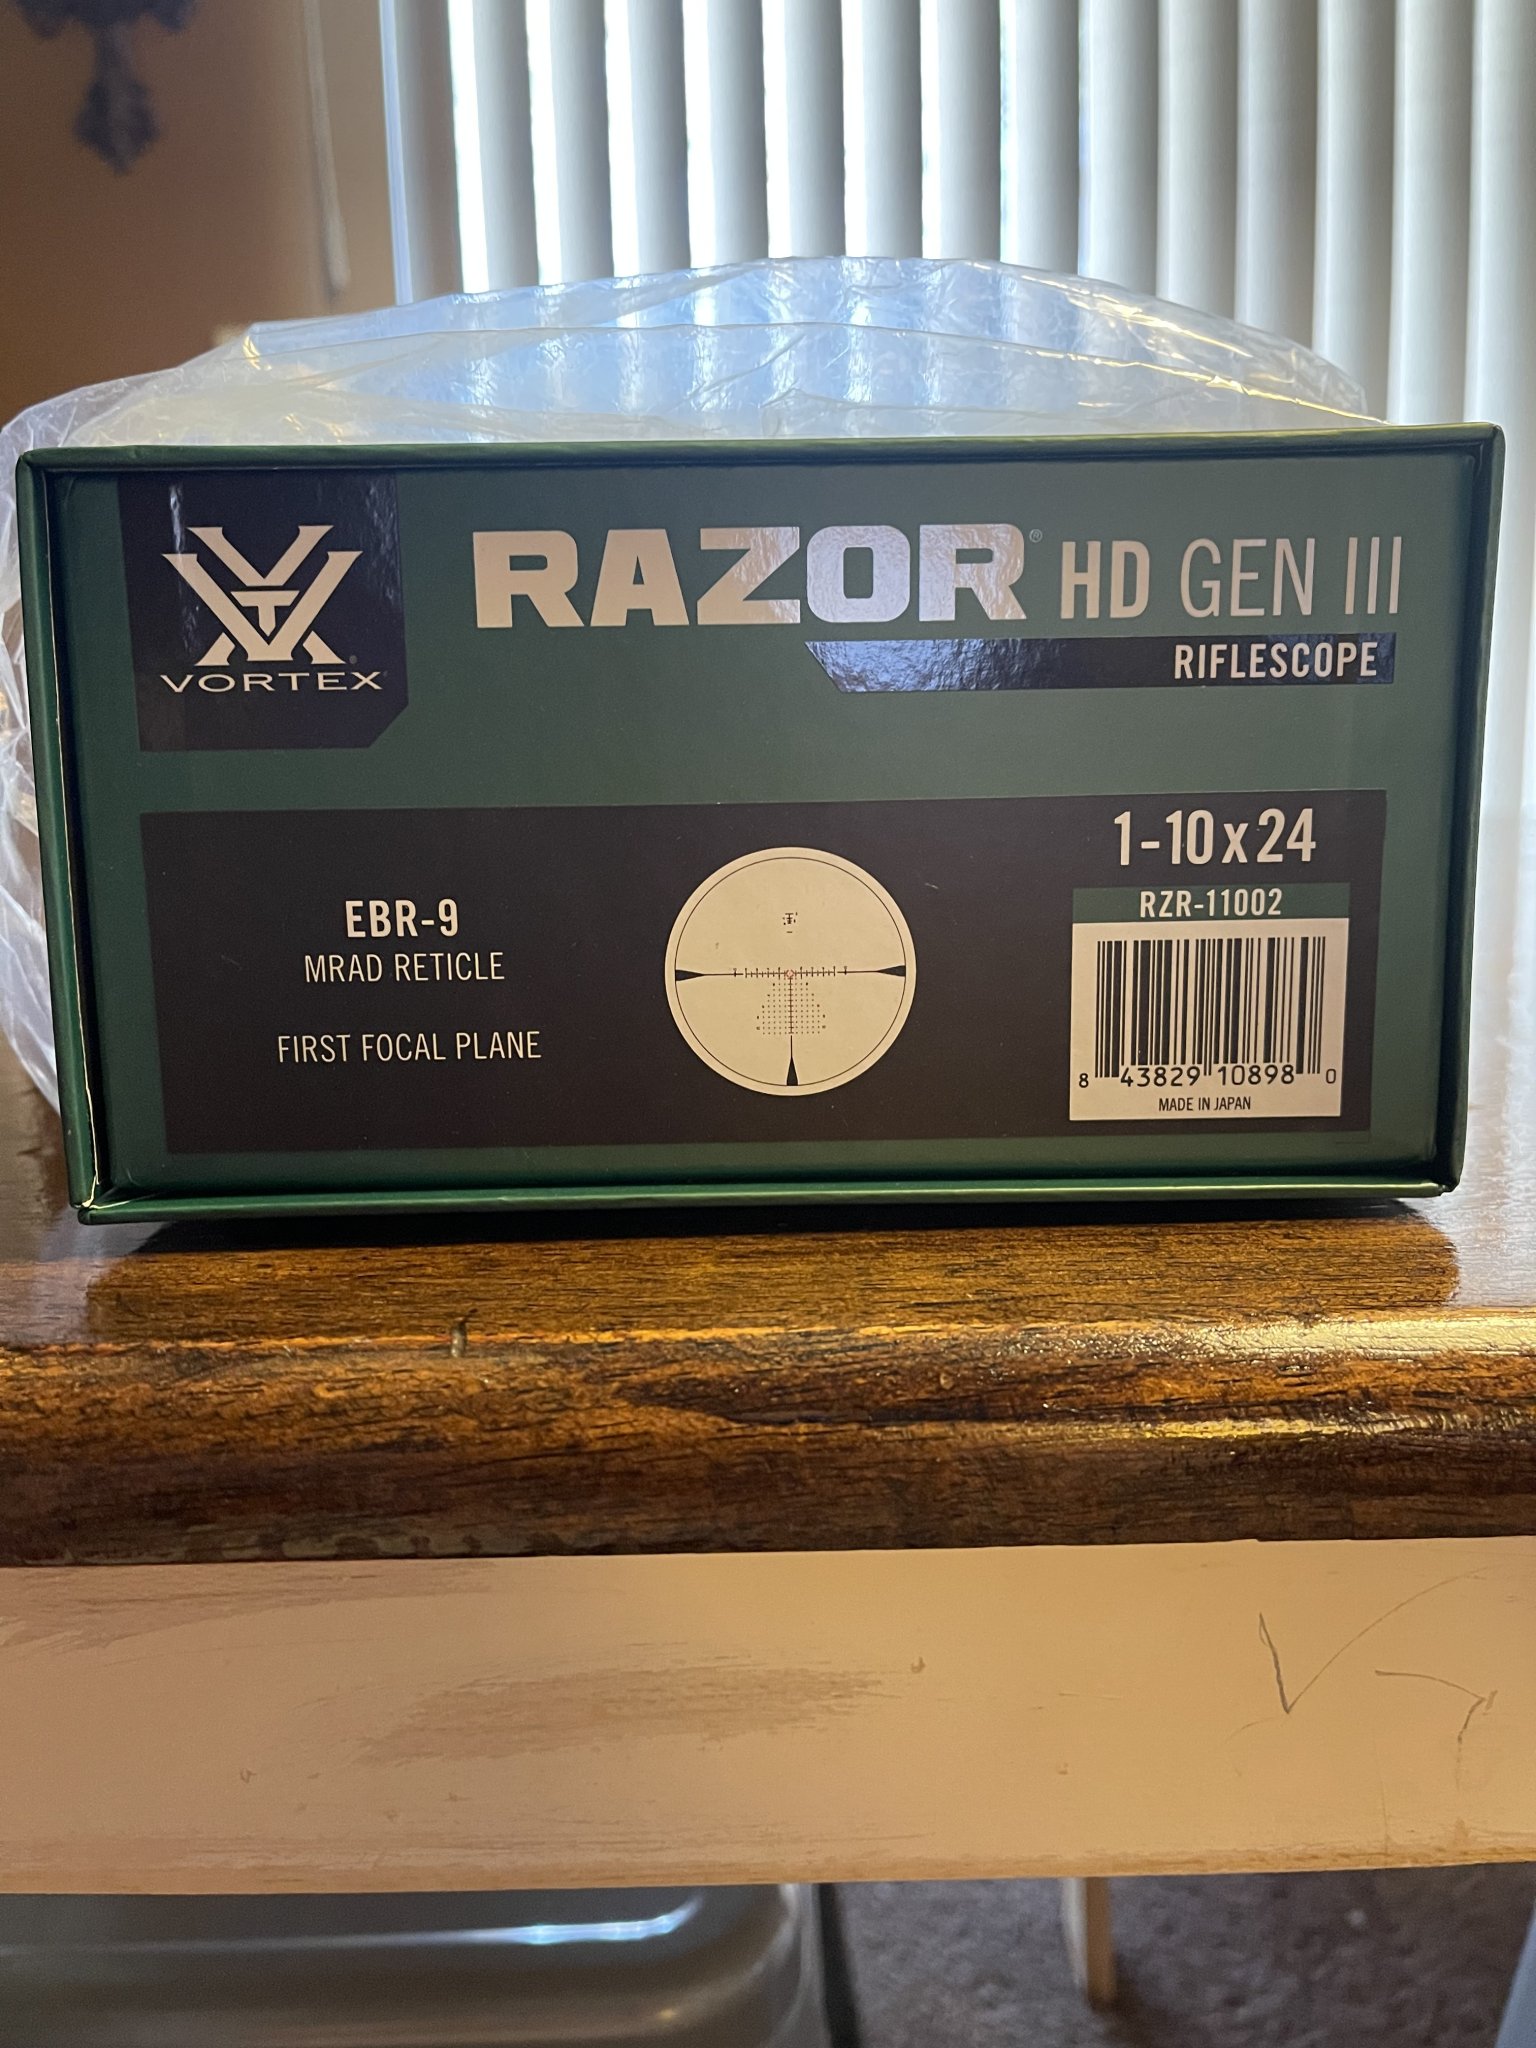 VORTEX®
RAZOR® HD GEN III
RIFLESCOPE
EBR-9
MRAD RETICLE
FIRST FOCAL PLANE
1-10x24
RZR-11002
8 43829 10898 0
MADE IN JAPAN